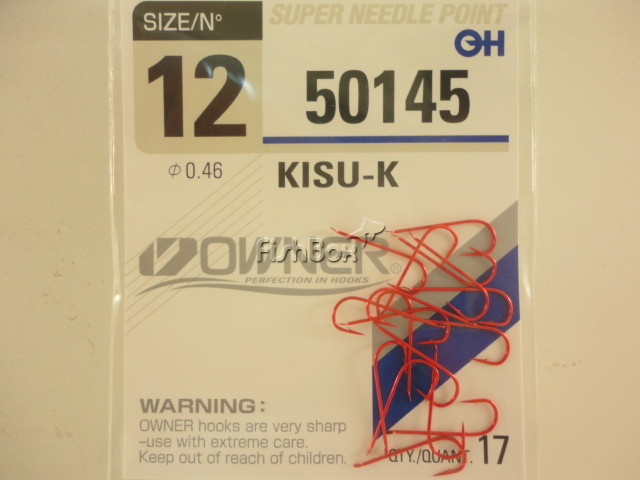 SIZE/N°
SUPER NEEDLE POINT
OH
12
50145
φ0.46
KISU-K
FishBox
OWNER®
PERFECTION IN HOOKS
WARNING:
OWNER hooks are very sharp
–use with extreme care.
Keep out of reach of children.
QTY./QUANT. 17